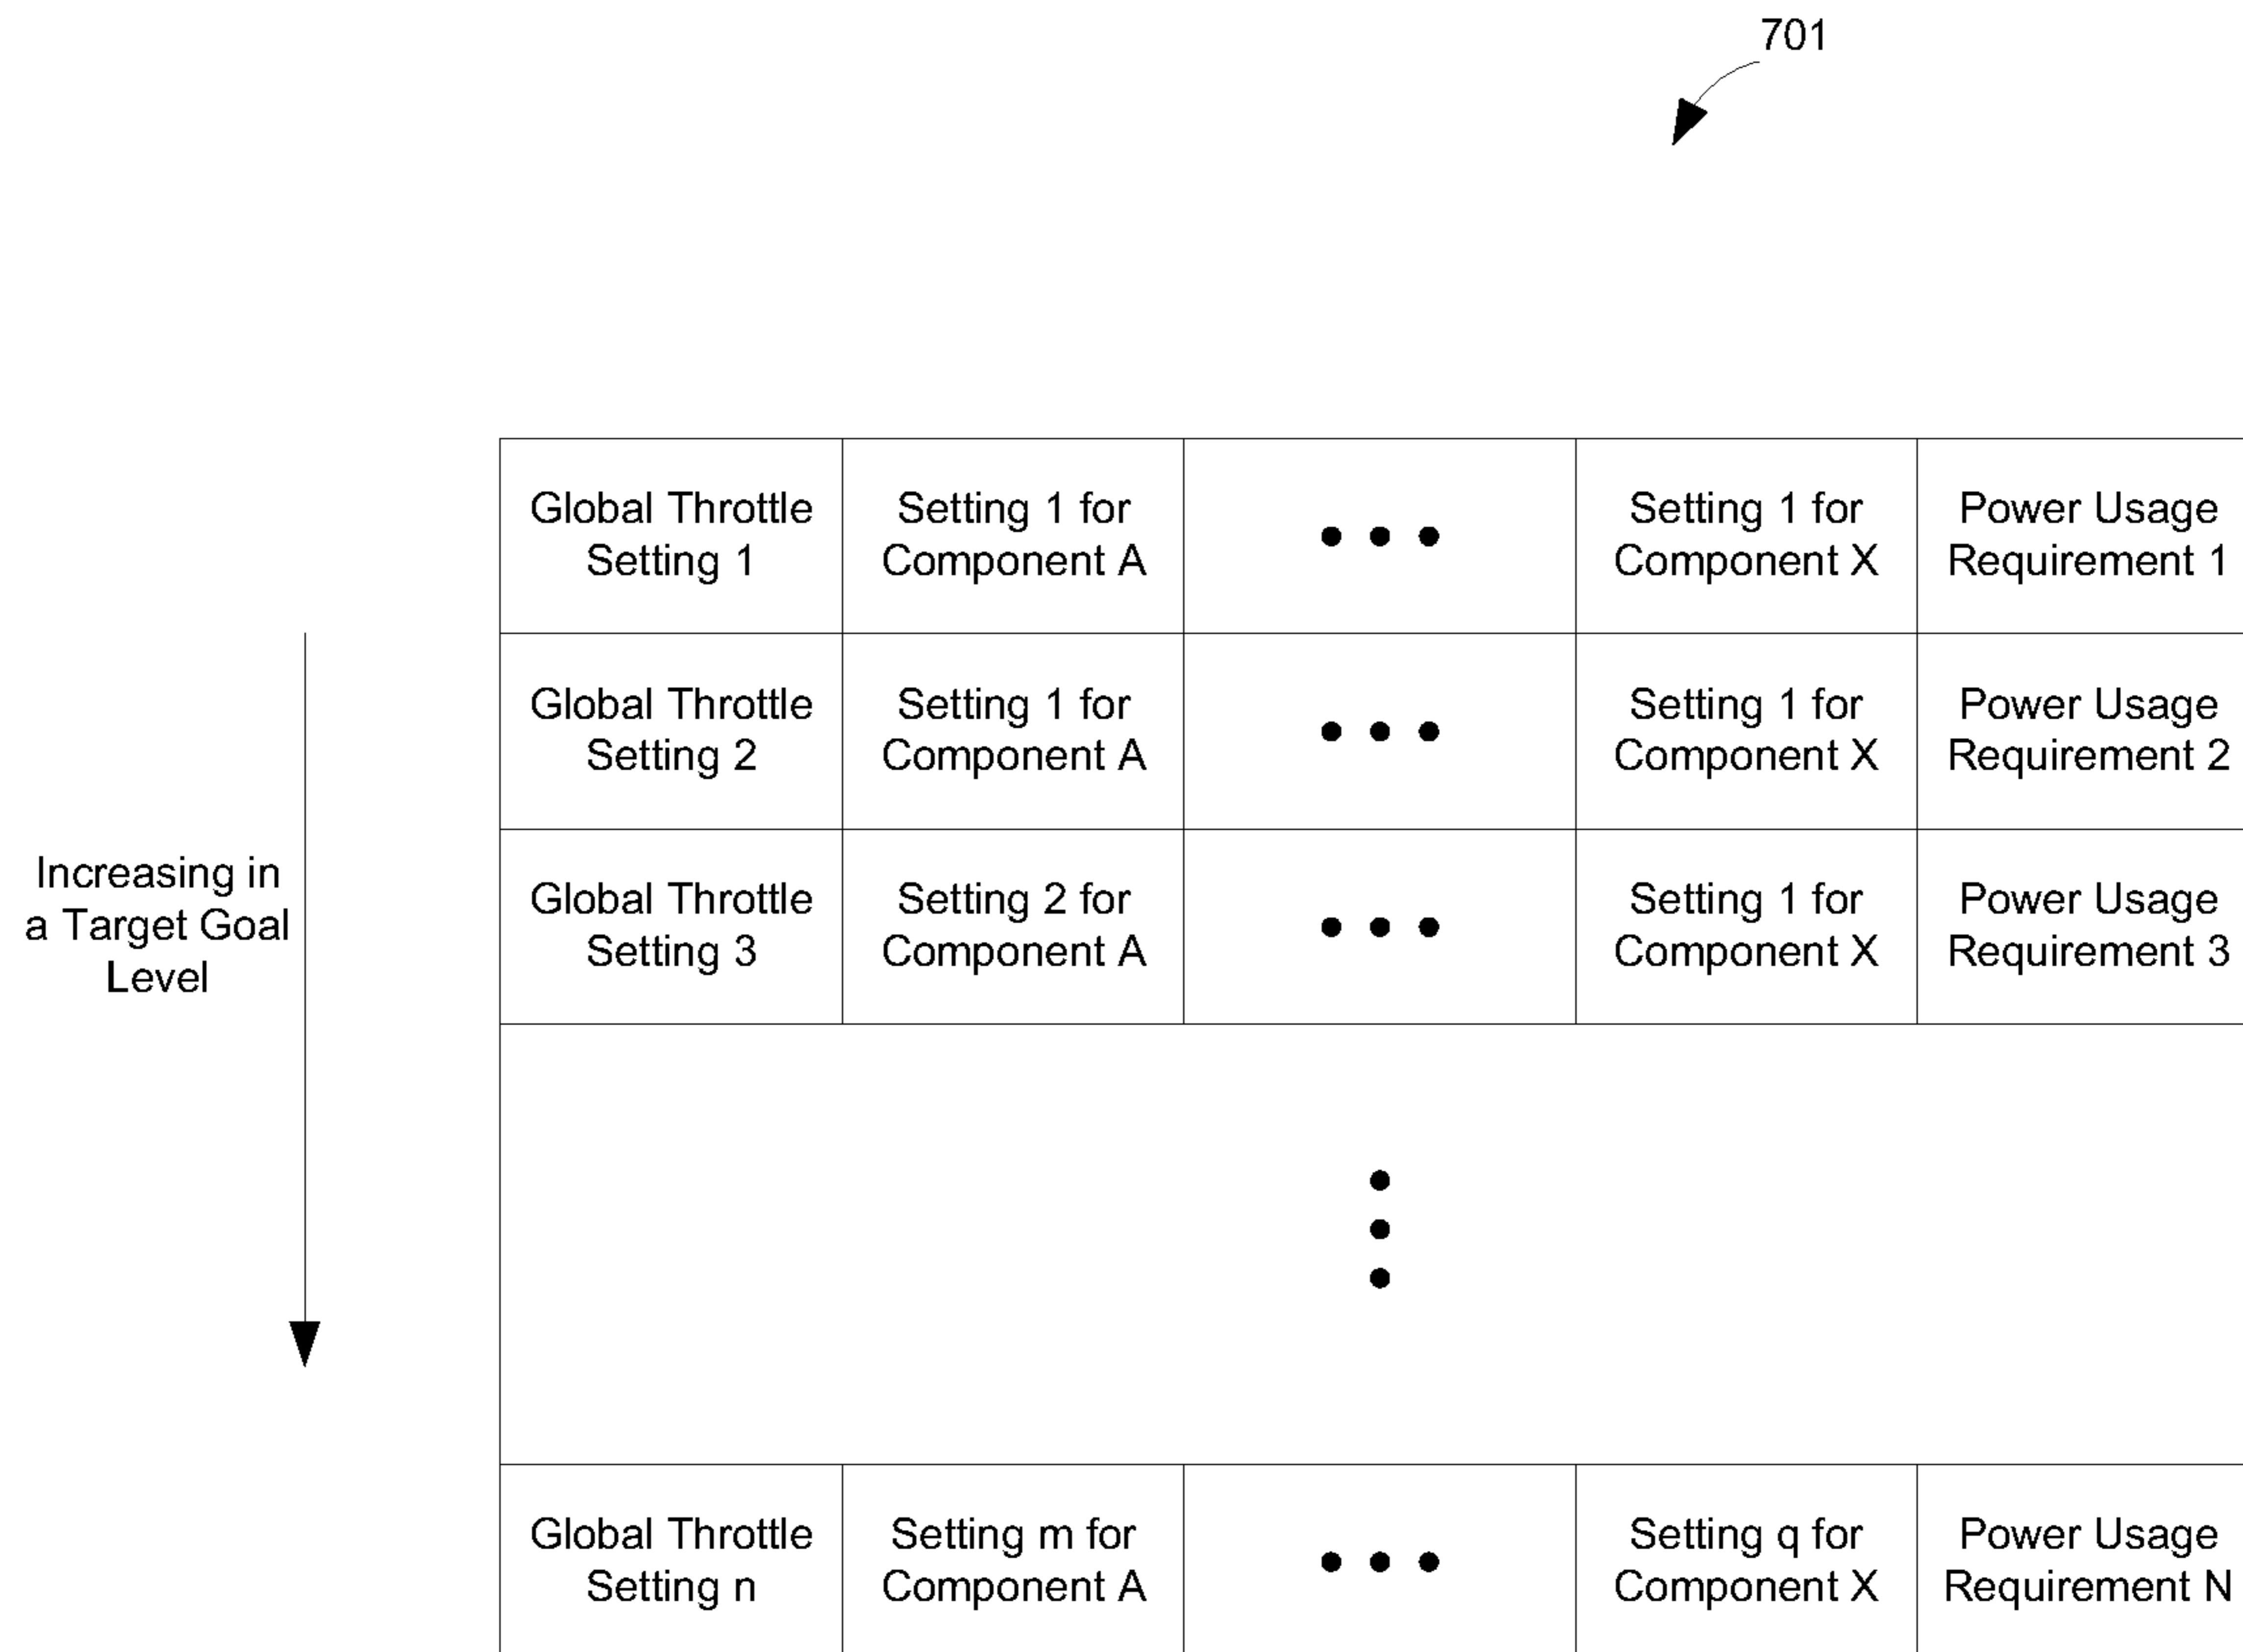 701
Global Throttle
Setting 1
Setting 1 for
Component A
Setting 1 for
Component X
Power Usage
Requirement 1
Global Throttle
Setting 2
Setting 1 for
Component A
Setting 1 for
Component X
Power Usage
Requirement 2
Increasing in
a Target Goal
Level
Global Throttle
Setting 3
Setting 2 for
Component A
Setting 1 for
Component X
Power Usage
Requirement 3
Global Throttle
Setting n
Setting m for
Component A
Setting q for
Component X
Power Usage
Requirement N